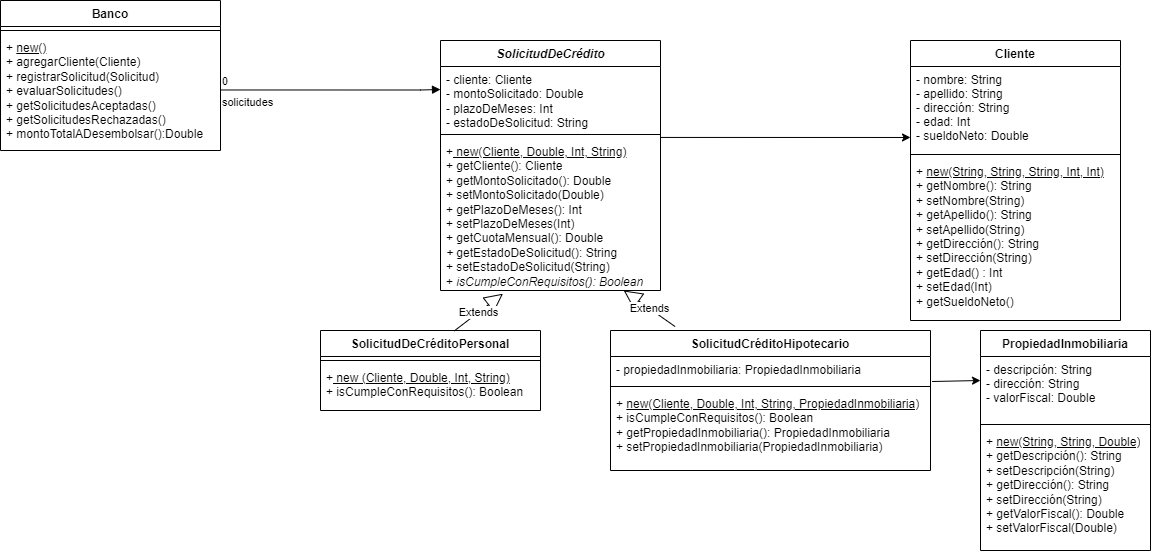 Banco
+ new()
+ agregarCliente(Cliente)
+ registrarSolicitud(Solicitud)
+ evaluarSolicitudes()
+ getSolicitudesAceptadas()
+ getSolicitudesRechazadas()
+ montoTotalADesembolsar():Double
0
solicitudes
SolicitudDeCrédito
- cliente: Cliente
- montoSolicitado: Double
- plazoDeMeses: Int
- estadoDeSolicitud: String
+ new(Cliente, Double, Int, String)
+ getCliente(): Cliente
+ getMontoSolicitado(): Double
+ setMontoSolicitado(Double)
+ getPlazoDeMeses(): Int
+ setPlazoDeMeses(Int)
+ getCuotaMensual(): Double
+ getEstadoDeSolicitud(): String
+ setEstadoDeSolicitud(String)
+ isCumpleConRequisitos(): Boolean
Cliente
- nombre: String
- apellido: String
- dirección: String
- edad: Int
- sueldoNeto: Double
+ new(String, String, String, Int, Int)
+ getNombre(): String
+ setNombre(String)
+ getApellido(): String
+ setApellido(String)
+ getDirección(): String
+ setDirección(String)
+ getEdad() : Int
+ setEdad(Int)
+ getSueldoNeto()
Extends
Extends
SolicitudDeCréditoPersonal
+ new (Cliente, Double, Int, String)
+ isCumpleConRequisitos(): Boolean
SolicitudCréditoHipotecario
- propiedadInmobiliaria: PropiedadInmobiliaria
+ new(Cliente, Double, Int, String, PropiedadInmobiliaria)
+ isCumpleConRequisitos(): Boolean
+ getPropiedadInmobiliaria(): PropiedadInmobiliaria
+ setPropiedadInmobiliaria(PropiedadInmobiliaria)
PropiedadInmobiliaria
- descripción: String
- dirección: String
- valorFiscal: Double
+ new(String, String, Double)
+ getDescripción(): String
+ setDescripción(String)
+ getDirección(): String
+ setDirección(String)
+ getValorFiscal(): Double
+ setValorFiscal(Double)